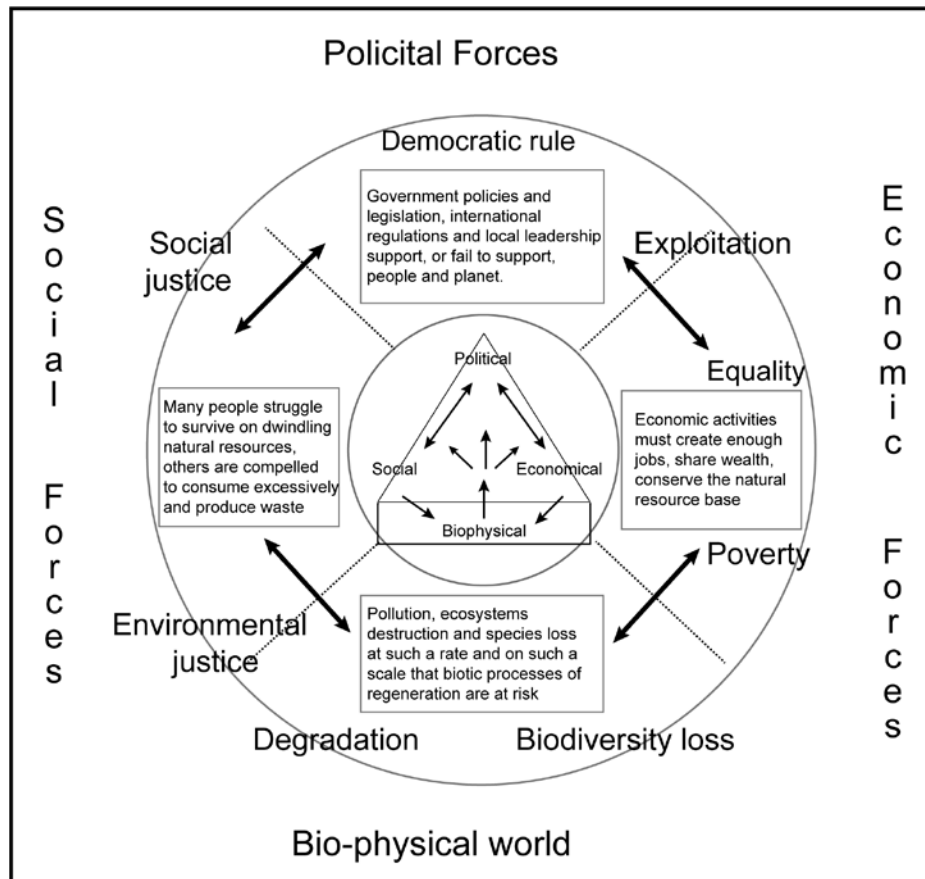 Policital Forces
Democratic rule
Government policies and
legislation, international
regulations and local leadership
support, or fail to support,
people and planet.
Social
justice
Exploitation
Social Forces
Economic Forces
Political
Social
Economical
Biophysical
Equality
Many people struggle
to survive on dwindling
natural resources,
others are compelled
to consume excessively
and produce waste
Economic activities
must create enough
jobs, share wealth,
conserve the natural
resource base
Poverty
Environmental
justice
Pollution, ecosystems
destruction and species loss
at such a rate and on such a
scale that biotic processes of
regeneration are at risk
Degradation
Biodiversity loss
Bio-physical world